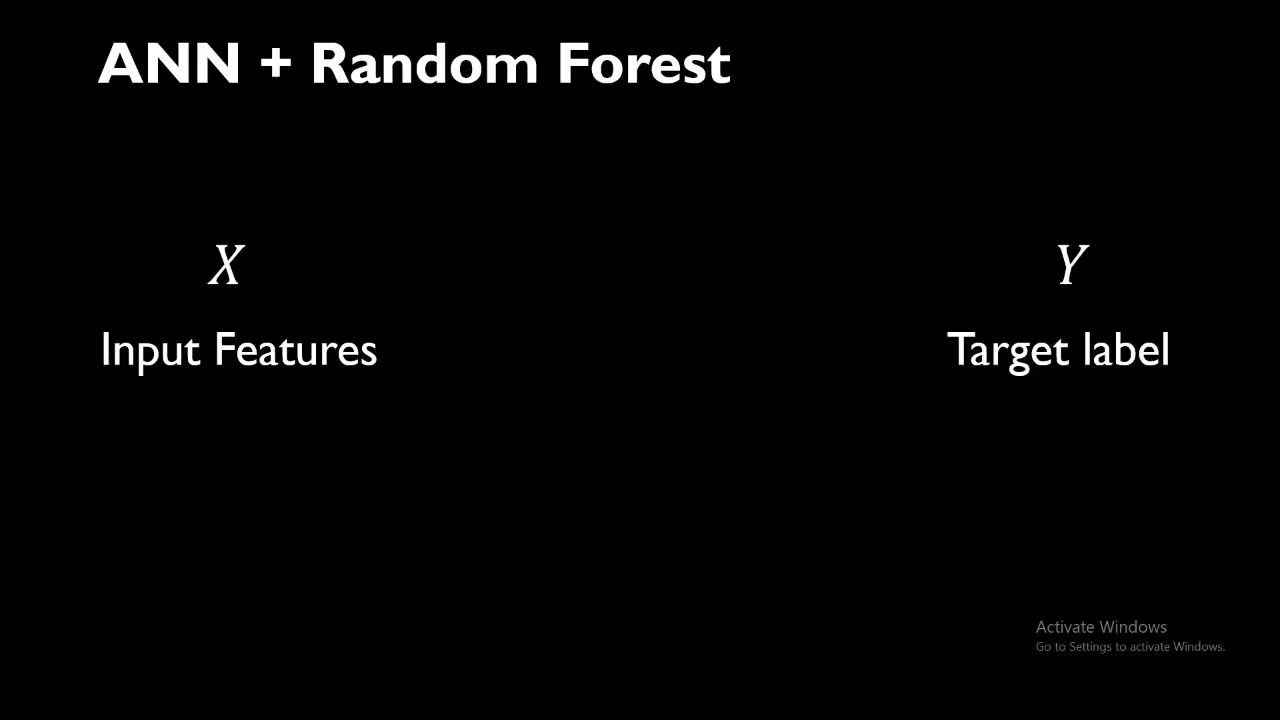 ANN + Random Forest
X
Y
Input Features
Target label
Activate Windows
Go to Settings to activate Windows.